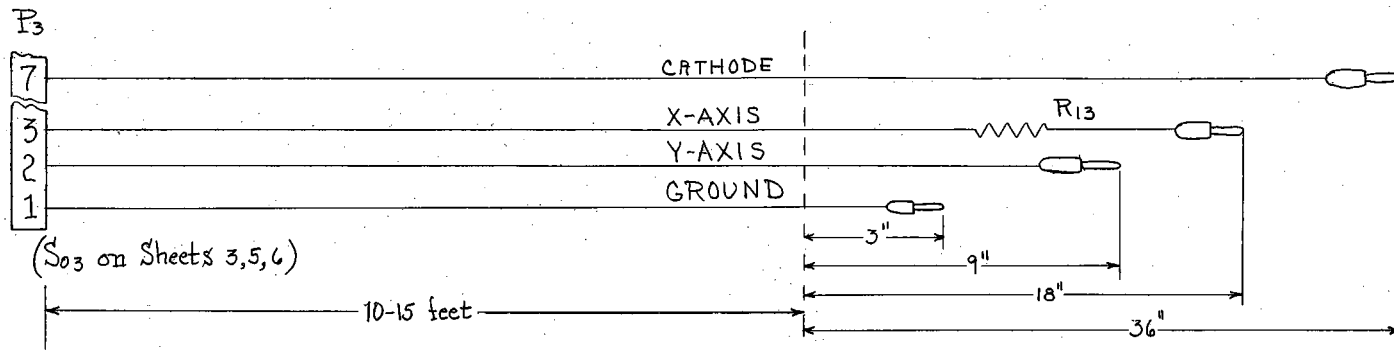 P3
7
CATHODE
3
X-AXIS
R13
2
Y-AXIS
1
GROUND
3"
(S03 on Sheets 3,5,6)
9"
18"
10-15 feet
36"